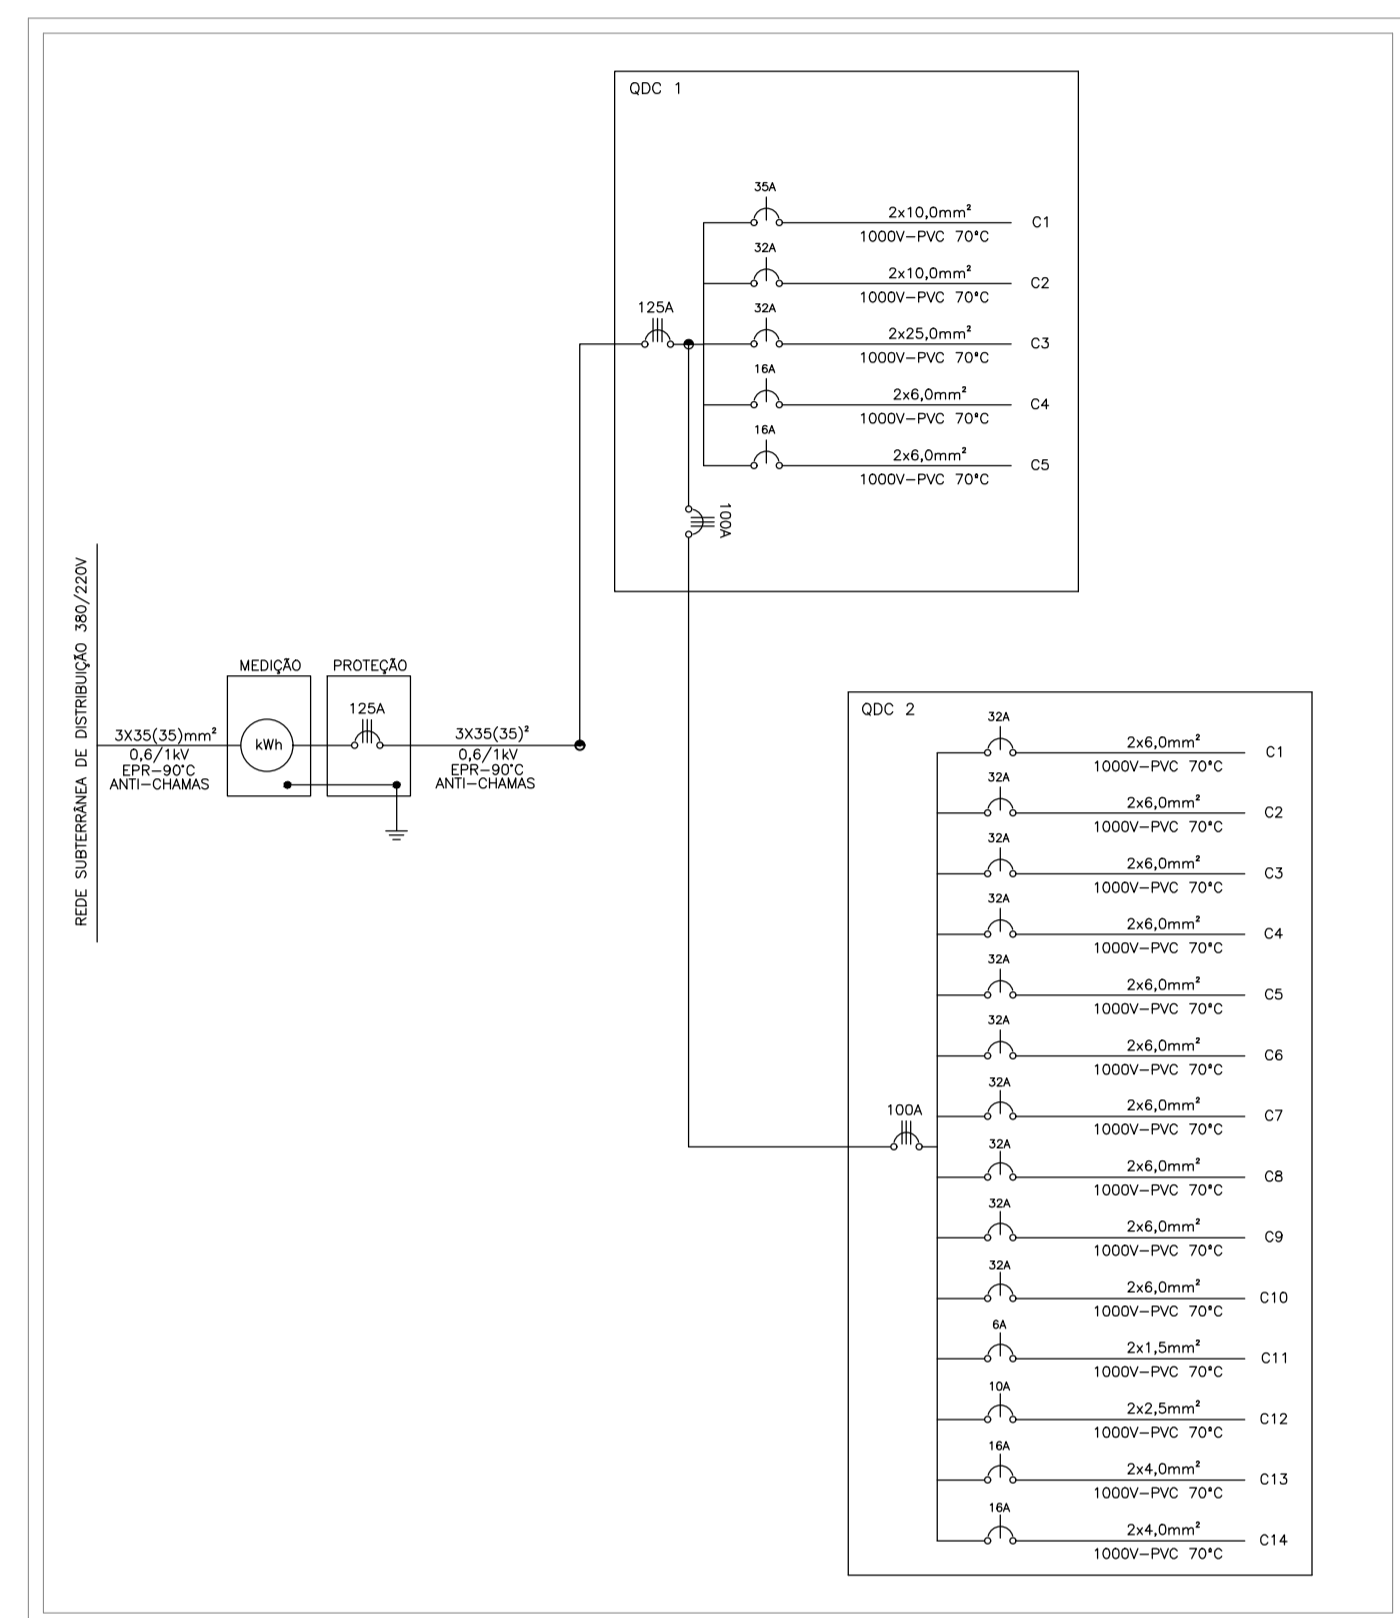 QDC 1
35A
2x10,0mm²
C1
1000V-PVC 70°C
32A
2x10,0mm²
C2
1000V-PVC 70°C
125A
32A
2x25,0mm²
C3
1000V-PVC 70°C
16A
2x6,0mm²
C4
1000V-PVC 70°C
16A
2x6,0mm²
C5
1000V-PVC 70°C
100A
REDE SUBTERRÂNEA DE DISTRIBUIÇÃO 380/220V
MEDIÇÃO
PROTEÇÃO
125A
3X35(35)mm²
0,6/1kV
EPR-90°C
ANTI-CHAMAS
kWh
3X35(35)²
0,6/1kV
EPR-90°C
ANTI-CHAMAS
QDC 2
32A
2x6,0mm²
C1
1000V-PVC 70°C
32A
2x6,0mm²
C2
1000V-PVC 70°C
32A
2x6,0mm²
C3
1000V-PVC 70°C
32A
2x6,0mm²
C4
1000V-PVC 70°C
32A
2x6,0mm²
C5
1000V-PVC 70°C
32A
2x6,0mm²
C6
1000V-PVC 70°C
32A
2x6,0mm²
C7
1000V-PVC 70°C
100A
32A
2x6,0mm²
C8
1000V-PVC 70°C
32A
2x6,0mm²
C9
1000V-PVC 70°C
32A
2x6,0mm²
C10
1000V-PVC 70°C
6A
2x1,5mm²
C11
1000V-PVC 70°C
10A
2x2,5mm²
C12
1000V-PVC 70°C
16A
2x4,0mm²
C13
1000V-PVC 70°C
16A
2x4,0mm²
C14
1000V-PVC 70°C